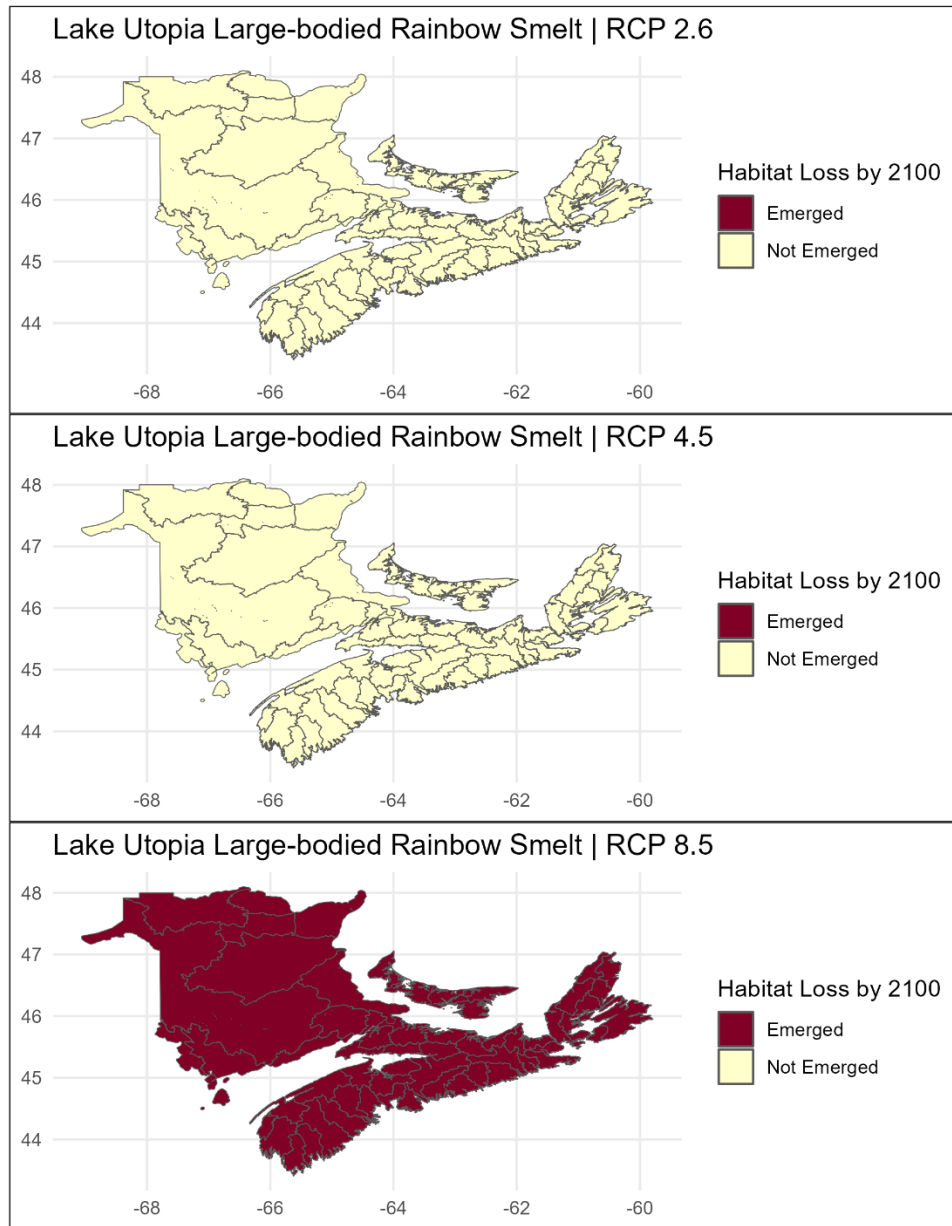 Lake Utopia Large-bodied Rainbow Smelt | RCP 2.6
48
47
46
45
44
-68 -66 -64 -62 -60
Habitat Loss by 2100
Emerged
Not Emerged
Lake Utopia Large-bodied Rainbow Smelt | RCP 4.5
48
47
46
45
44
-68 -66 -64 -62 -60
Habitat Loss by 2100
Emerged
Not Emerged
Lake Utopia Large-bodied Rainbow Smelt | RCP 8.5
48
47
46
45
44
-68 -66 -64 -62 -60
Habitat Loss by 2100
Emerged
Not Emerged